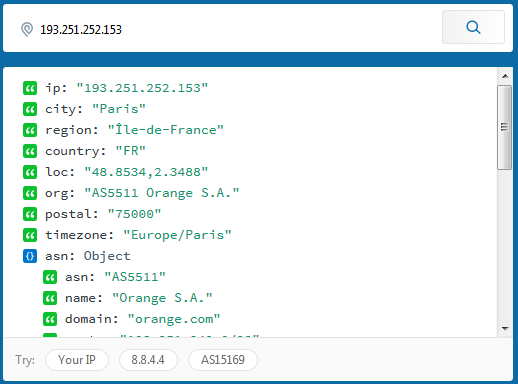 193.251.252.153
ip: "193.251.252.153"
city: "Paris"
region: "Île-de-France"
country: "FR"
loc: "48.8534,2.3488"
org: "AS5511 Orange S.A."
postal: "75000"
timezone: "Europe/Paris"
{} asn: Object
asn: "AS5511"
name: "Orange S.A."
domain: "orange.com"
Try: Your IP 8.8.4.4 AS15169